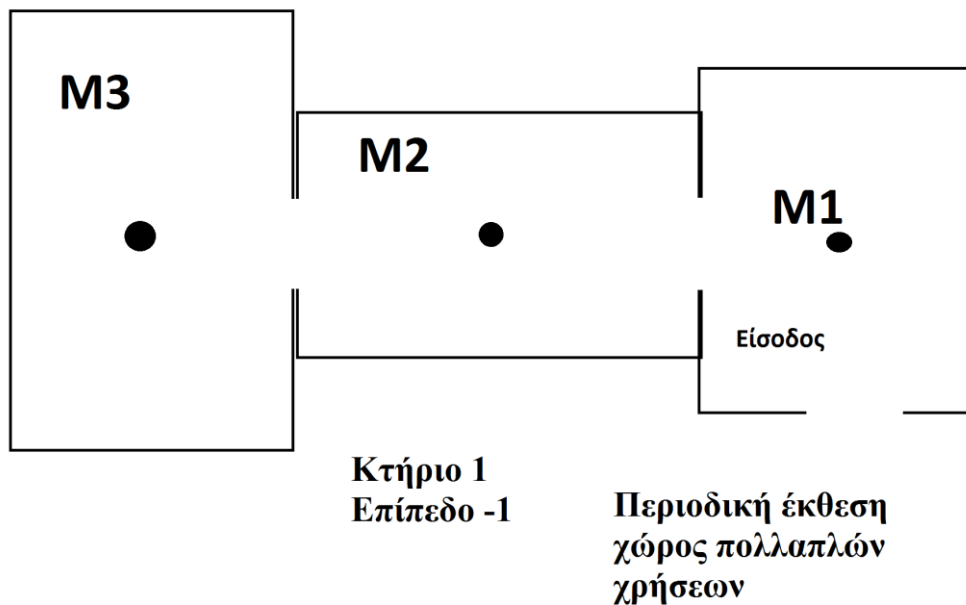 M3
M2
M1
Είσοδος
Κτήριο 1
Επίπεδο -1
Περιοδική έκθεση
χώρος πολλαπλών
χρήσεων